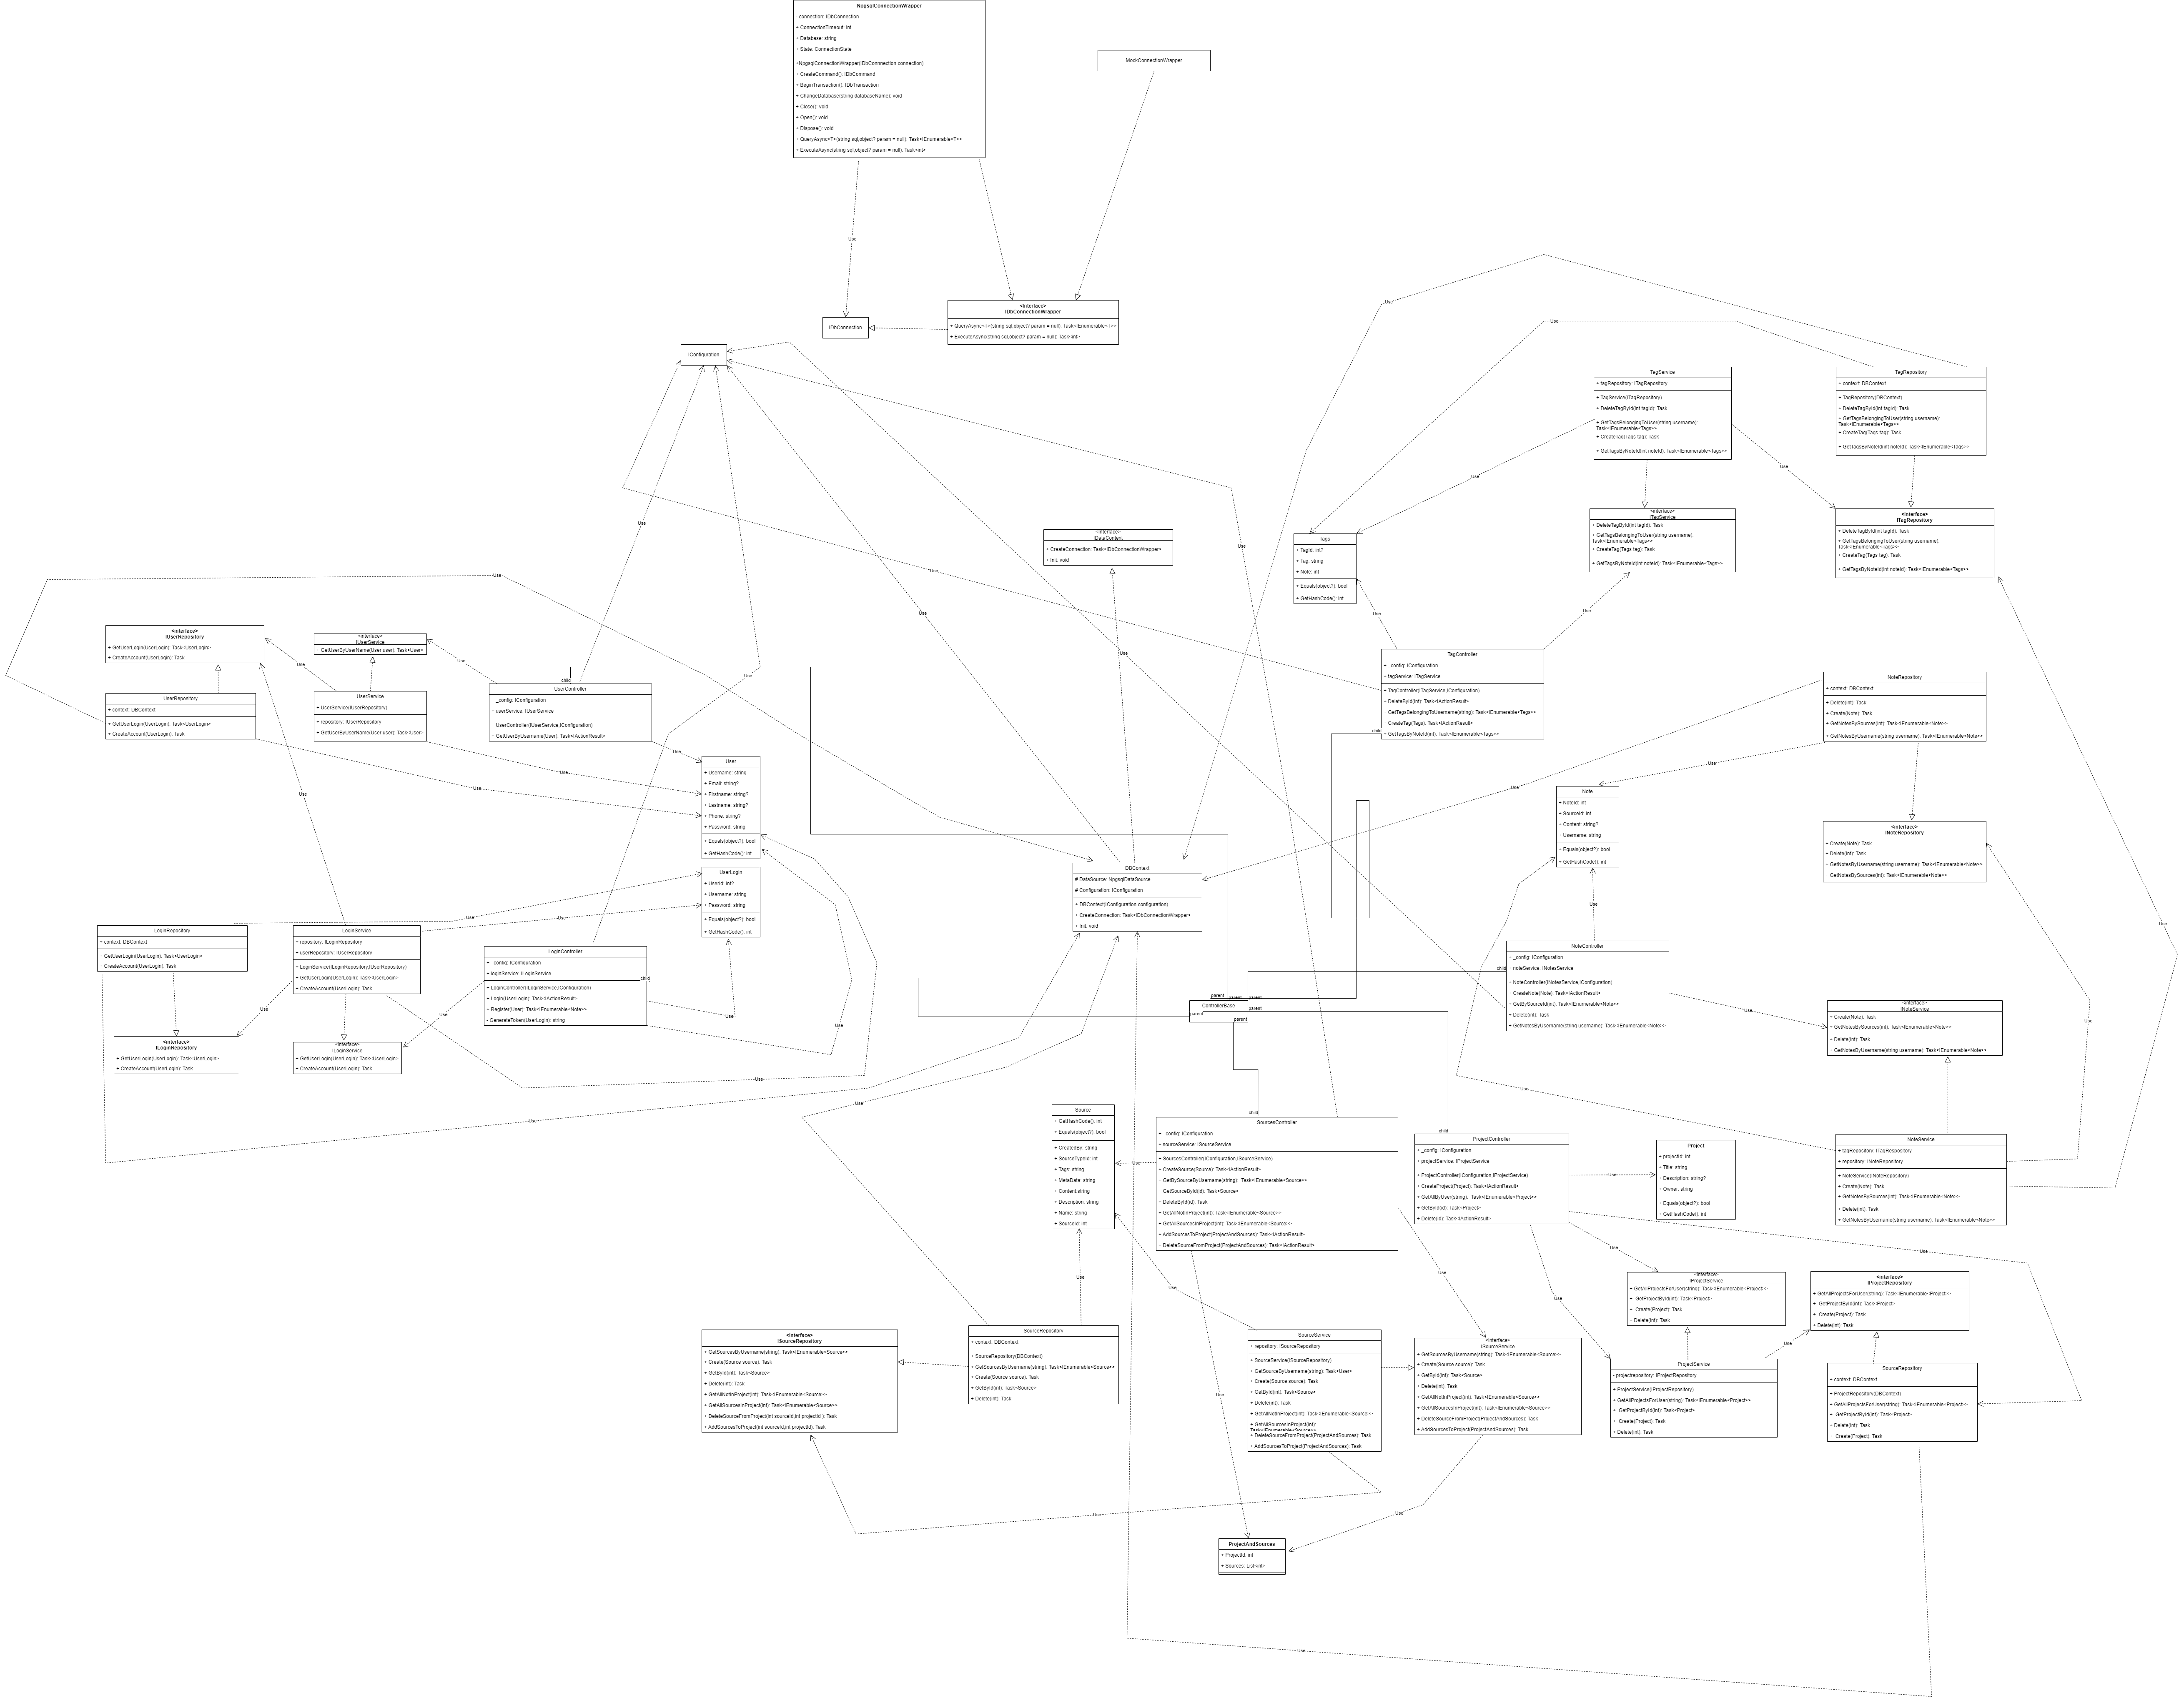 NpgsqlConnectionWrapper
- connection: IDbConnection
+ ConnectionTimeout: int
+ Database: string
+ State: ConnectionState
+NpgsqlConnectionWrapper(IDbConnnection connection)
+ CreateCommand(): IDbCommand
+ BeginTransaction(): IDbTransaction
+ ChangeDatabase(string databaseName): void
+ Close(): void
+ Open(): void
+ Dispose(): void
+ QueryAsync<T>(string sql,object? param = null): Task<IEnumerable<T>>
+ ExecuteAsync(string sql,object? param = null): Task<int>
MockConnectionWrapper
Use
<Interface>
IDbConnectionWrapper
+ QueryAsync<T>(string sql,object? param = null): Task<IEnumerable<T>>
+ ExecuteAsync(string sql,object? param = null): Task<int>
IDbConnection
IConfiguration
Use
Use
TagService
+ tagRepository: ITagRepository
+ TagService(ITagRepository)
+ DeleteTagById(int tagId): Task
+ GetTagsBelongingToUser(string username):
Task<IEnumerable<Tags>>
+ CreateTag(Tags tag): Task
+ GetTagsByNoteId(int noteId): Task<IEnumerable<Tags>>
TagRepository
+ context: DBContext
+ TagRepository(DBContext)
+ DeleteTagById(int tagId): Task
+ GetTagsBelongingToUser(string username):
Task<IEnumerable<Tags>>
+ CreateTag(Tags tag): Task
+ GetTagsByNoteId(int noteId): Task<IEnumerable<Tags>>
Use
Use
Use
Use
Use
<interface>
ITagService
+ DeleteTagById(int tagId): Task
+ GetTagsBelongingToUser(string username):
Task<IEnumerable<Tags>>
+ CreateTag(Tags tag): Task
+ GetTagsByNoteId(int noteId): Task<IEnumerable<Tags>>
<interface>
ITagRepository
+ DeleteTagById(int tagId): Task
+ GetTagsBelongingToUser(string username):
Task<IEnumerable<Tags>>
+ CreateTag(Tags tag): Task
+ GetTagsByNoteId(int noteId): Task<IEnumerable<Tags>>
<interface>
IDataContext
+ CreateConnection: Task<IDbConnectionWrapper>
+ Init: void
Tags
+ TagId: int?
+ Tag: string
+ Note: int
+ Equals(object?): bool
+ GetHashCode(): int
Use
Use
Use
Use
Use
Use
Use
<interface>
IUserRepository
+ GetUserLogin(UserLogin): Task<UserLogin>
+ CreateAccount(UserLogin): Task
<interface>
IUserService
+ GetUserByUserName(User user): Task<User>
Use
Use
Use
Use
TagController
+ _config: IConfiguration
+ tagService: ITagService
+ TagController(ITagService,IConfiguration)
+ DeleteById(int): Task<IActionResult>
+ GetTagsBelongingToUsername(string): Task<IEnumerable<Tags>>
+ CreateTag(Tags): Task<IActionResult>
+ GetTagsByNoteId(int): Task<IEnumerable<Tags>>
child
UserRepository
+ context: DBContext
+ GetUserLogin(UserLogin): Task<UserLogin>
+ CreateAccount(UserLogin): Task
UserService
+ UserService(IUserRepository)
+ repository: IUserRepository
+ GetUserByUserName(User user): Task<User>
child
UserController
+ _config: IConfiguration
+ userService: IUserService
+ UserController(IUserService,IConfiguration)
+ GetUserByUsername(User): Task<IActionResult>
NoteRepository
+ context: DBContext
+ Delete(int): Task
+ Create(Note): Task
+ GetNotesBySources(int): Task<IEnumerable<Note>>
+ GetNotesByUsername(string username): Task<IEnumerable<Note>>
Use
Use
Use
Use
Use
Use
User
+ Username: string
+ Email: string?
+ Firstname: string?
+ Lastname: string?
+ Phone: string?
+ Password: string
+ Equals(object?): bool
+ GetHashCode(): int
Note
+ NoteId: int
+ SourceId: int
+ Content: string?
+ Username: string
+ Equals(object?): bool
+ GetHashCode(): int
<interface>
INoteRepository
+ Create(Note): Task
+ Delete(int): Task
+ GetNotesByUsername(string username): Task<IEnumerable<Note>>
+ GetNotesBySources(int): Task<IEnumerable<Note>>
UserLogin
+ UserId: int?
+ Username: string
+ Password: string
+ Equals(object?): bool
+ GetHashCode(): int
DBContext
# DataSource: NpgsqlDataSource
# Configuration: IConfiguration
+ DBContext(IConfiguration configuration)
+ CreateConnection: Task<IDbConnectionWrapper>
+ Init: void
Use
Use
Use
Use
LoginRepository
+ context: DBContext
+ GetUserLogin(UserLogin): Task<UserLogin>
+ CreateAccount(UserLogin): Task
LoginService
+ repository: ILoginRepository
+ userRepository: IUserRepository
+ LoginService(ILoginRepository,IUserRepository)
+ GetUserLogin(UserLogin): Task<UserLogin>
+ CreateAccount(UserLogin): Task
LoginController
+ _config: IConfiguration
+ loginService: ILoginService
+ LoginController(ILoginService,IConfiguration)
+ Login(UserLogin): Task<IActionResult>
+ Register(User): Task<IEnumerable<Note>>
- GenerateToken(UserLogin): string
child
child
NoteController
+ _config: IConfiguration
+ noteService: INotesService
+ NoteController(INotesService,IConfiguration)
+ CreateNote(Note): Task<IActionResult>
+ GetBySourceId(int): Task<IEnumerable<Note>>
+ Delete(int): Task
+ GetNotesByUsername(string username): Task<IEnumerable<Note>>
parent
parent
parent
ControllerBase
parent
parent
parent
Use
Use
Use
Use
Use
Use
<interface>
INoteService
+ Create(Note): Task
+ GetNotesBySources(int): Task<IEnumerable<Note>>
+ Delete(int): Task
+ GetNotesByUsername(string username): Task<IEnumerable<Note>>
<interface>
ILoginRepository
+ GetUserLogin(UserLogin): Task<UserLogin>
+ CreateAccount(UserLogin): Task
<interface>
ILoginService
+ GetUserLogin(UserLogin): Task<UserLogin>
+ CreateAccount(UserLogin): Task
Use
Use
Use
Use
Source
+ GetHashCode(): int
+ Equals(object?): bool
+ CreatedBy: string
+ SourceTypeId: int
+ Tags: string
+ MetaData: string
+ Content:string
+ Description: string
+ Name: string
+ SourceId: int
child
SourcesController
+ _config: IConfiguration
+ sourceService: ISourceService
+ SourcesController(IConfiguration,ISourceService)
+ CreateSource(Source): Task<IActionResult>
+ GetBySourceByUsername(string): Task<IEnumerable<Source>>
+ GetSourceById(id): Task<Source>
+ DeleteById(id): Task
+ GetAllNotInProject(int): Task<IEnumerable<Source>>
+ GetAllSourcesInProject(int): Task<IEnumerable<Source>>
+ AddSourcesToProject(ProjectAndSources): Task<IActionResult>
+ DeleteSourceFromProject(ProjectAndSources): Task<IActionResult>
child
ProjectController
+ _config: IConfiguration
+ projectService: IProjectService
+ ProjectController(IConfiguration,IProjectService)
+ CreateProject(Project): Task<IActionResult>
+ GetAllByUser(string): Task<IEnumerable<Project>>
+ GetById(id): Task<Project>
+ Delete(id): Task<IActionResult>
Project
+ projectId: int
+ Title: string
+ Description: string?
+ Owner: string
+ Equals(object?): bool
+ GetHashCode(): int
NoteService
+ tagRepository: ITagRespository
+ repository: INoteRepository
+ NoteService(INoteRepository)
+ Create(Note): Task
+ GetNotesBySources(int): Task<IEnumerable<Note>>
+ Delete(int): Task
+ GetNotesByUsername(string username): Task<IEnumerable<Note>>
Use
Use
Use
Use
Use
Use
Use
Use
<interface>
IProjectService
+ GetAllProjectsForUser(string): Task<IEnumerable<Project>>
+ GetProjectById(int): Task<Project>
+ Create(Project): Task
+ Delete(int): Task
<interface>
IProjectRepository
+ GetAllProjectsForUser(string): Task<IEnumerable<Project>>
+ GetProjectById(int): Task<Project>
+ Create(Project): Task
+ Delete(int): Task
Use
Use
<interface>
ISourceRepository
+ GetSourcesByUsername(string): Task<IEnumerable<Source>>
+ Create(Source source): Task
+ GetById(int): Task<Source>
+ Delete(int): Task
+ GetAllNotInProject(int): Task<IEnumerable<Source>>
+ GetAllSourcesInProject(int): Task<IEnumerable<Source>>
+ DeleteSourceFromProject(int sourceId,int projectId ): Task
+ AddSourcesToProject(int sourceId,int projectId): Task
SourceRepository
+ context: DBContext
+ SourceRepository(DBContext)
+ GetSourcesByUsername(string): Task<IEnumerable<Source>>
+ Create(Source source): Task
+ GetById(int): Task<Source>
+ Delete(int): Task
SourceService
+ repository: ISourceRepository
+ SourceService(ISourceRepository)
+ GetSourceByUsername(string): Task<User>
+ Create(Source source): Task
+ GetById(int): Task<Source>
+ Delete(int): Task
+ GetAllNotInProject(int): Task<IEnumerable<Source>>
+ GetAllSourcesInProject(int):
Task<IEnumerable<Source>>
+ DeleteSourceFromProject(ProjectAndSources): Task
+ AddSourcesToProject(ProjectAndSources): Task
<interface>
ISourceService
+ GetSourcesByUsername(string): Task<IEnumerable<Source>>
+ Create(Source source): Task
+ GetById(int): Task<Source>
+ Delete(int): Task
+ GetAllNotInProject(int): Task<IEnumerable<Source>>
+ GetAllSourcesInProject(int): Task<IEnumerable<Source>>
+ DeleteSourceFromProject(ProjectAndSources): Task
+ AddSourcesToProject(ProjectAndSources): Task
ProjectService
- projectrepository: IProjectRepository
+ ProjectService(IProjectRepository)
+ GetAllProjectsForUser(string): Task<IEnumerable<Project>>
+ GetProjectById(int): Task<Project>
+ Create(Project): Task
+ Delete(int): Task
SourceRepository
+ context: DBContext
+ ProjectRepository(DBContext)
+ GetAllProjectsForUser(string): Task<IEnumerable<Project>>
+ GetProjectById(int): Task<Project>
+ Delete(int): Task
+ Create(Project): Task
Use
Use
Use
ProjectAndSources
+ ProjectId: int
+ Sources: List<int>
Use